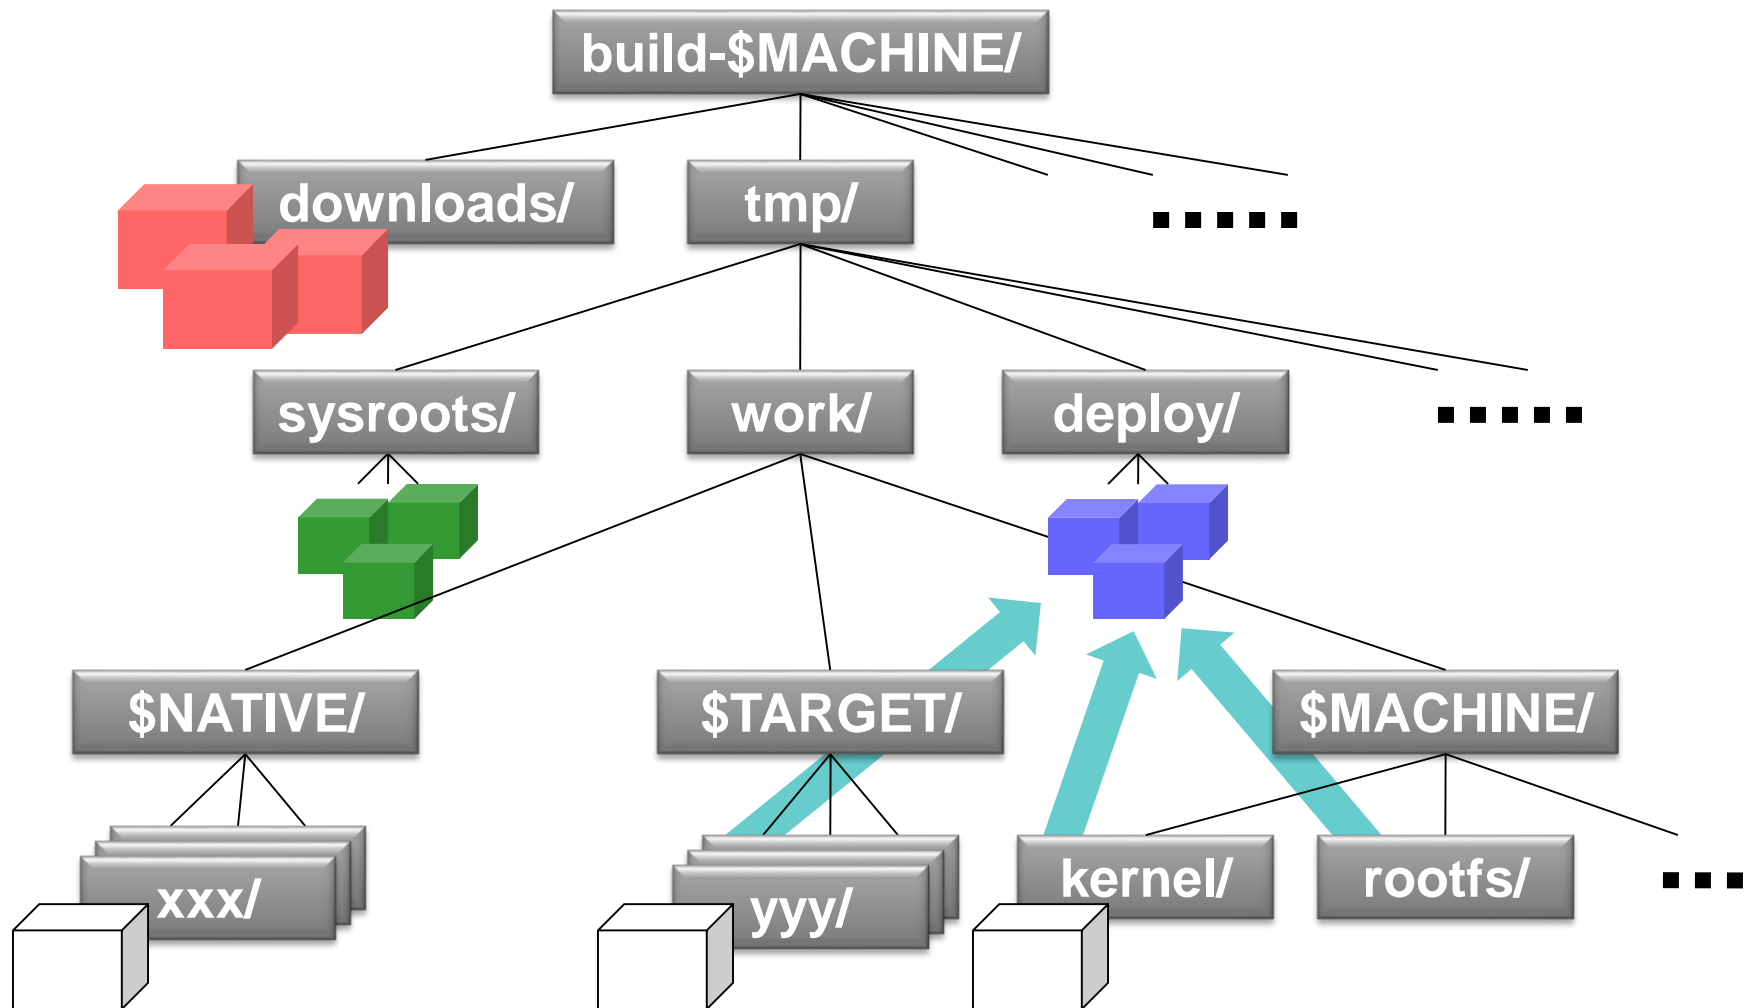 build-$MACHINE/
downloads/
tmp/
.....
sysroots/
work/
deploy/
.....
$NATIVE/
$TARGET/
$MACHINE/
xxx/
yyy/
kernel/
rootfs/
...